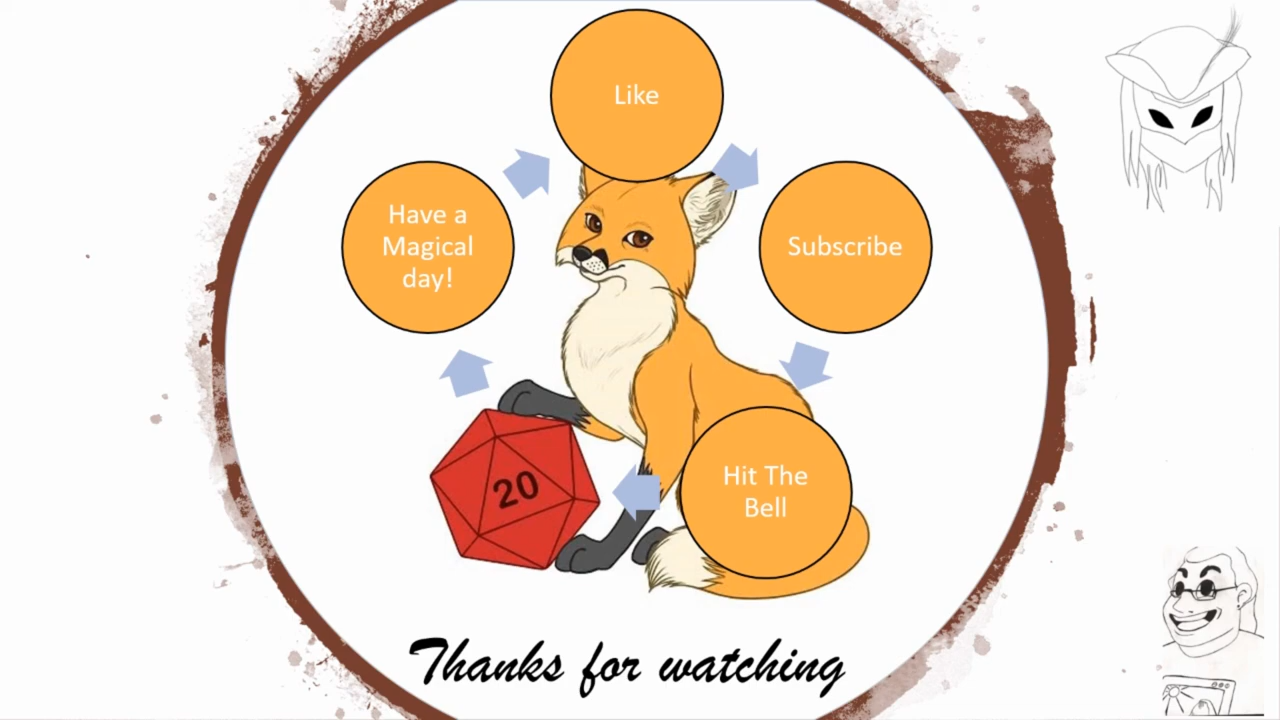 Like
Subscribe
Hit The
Bell
Have a
Magical
day!
20
Thanks for watching